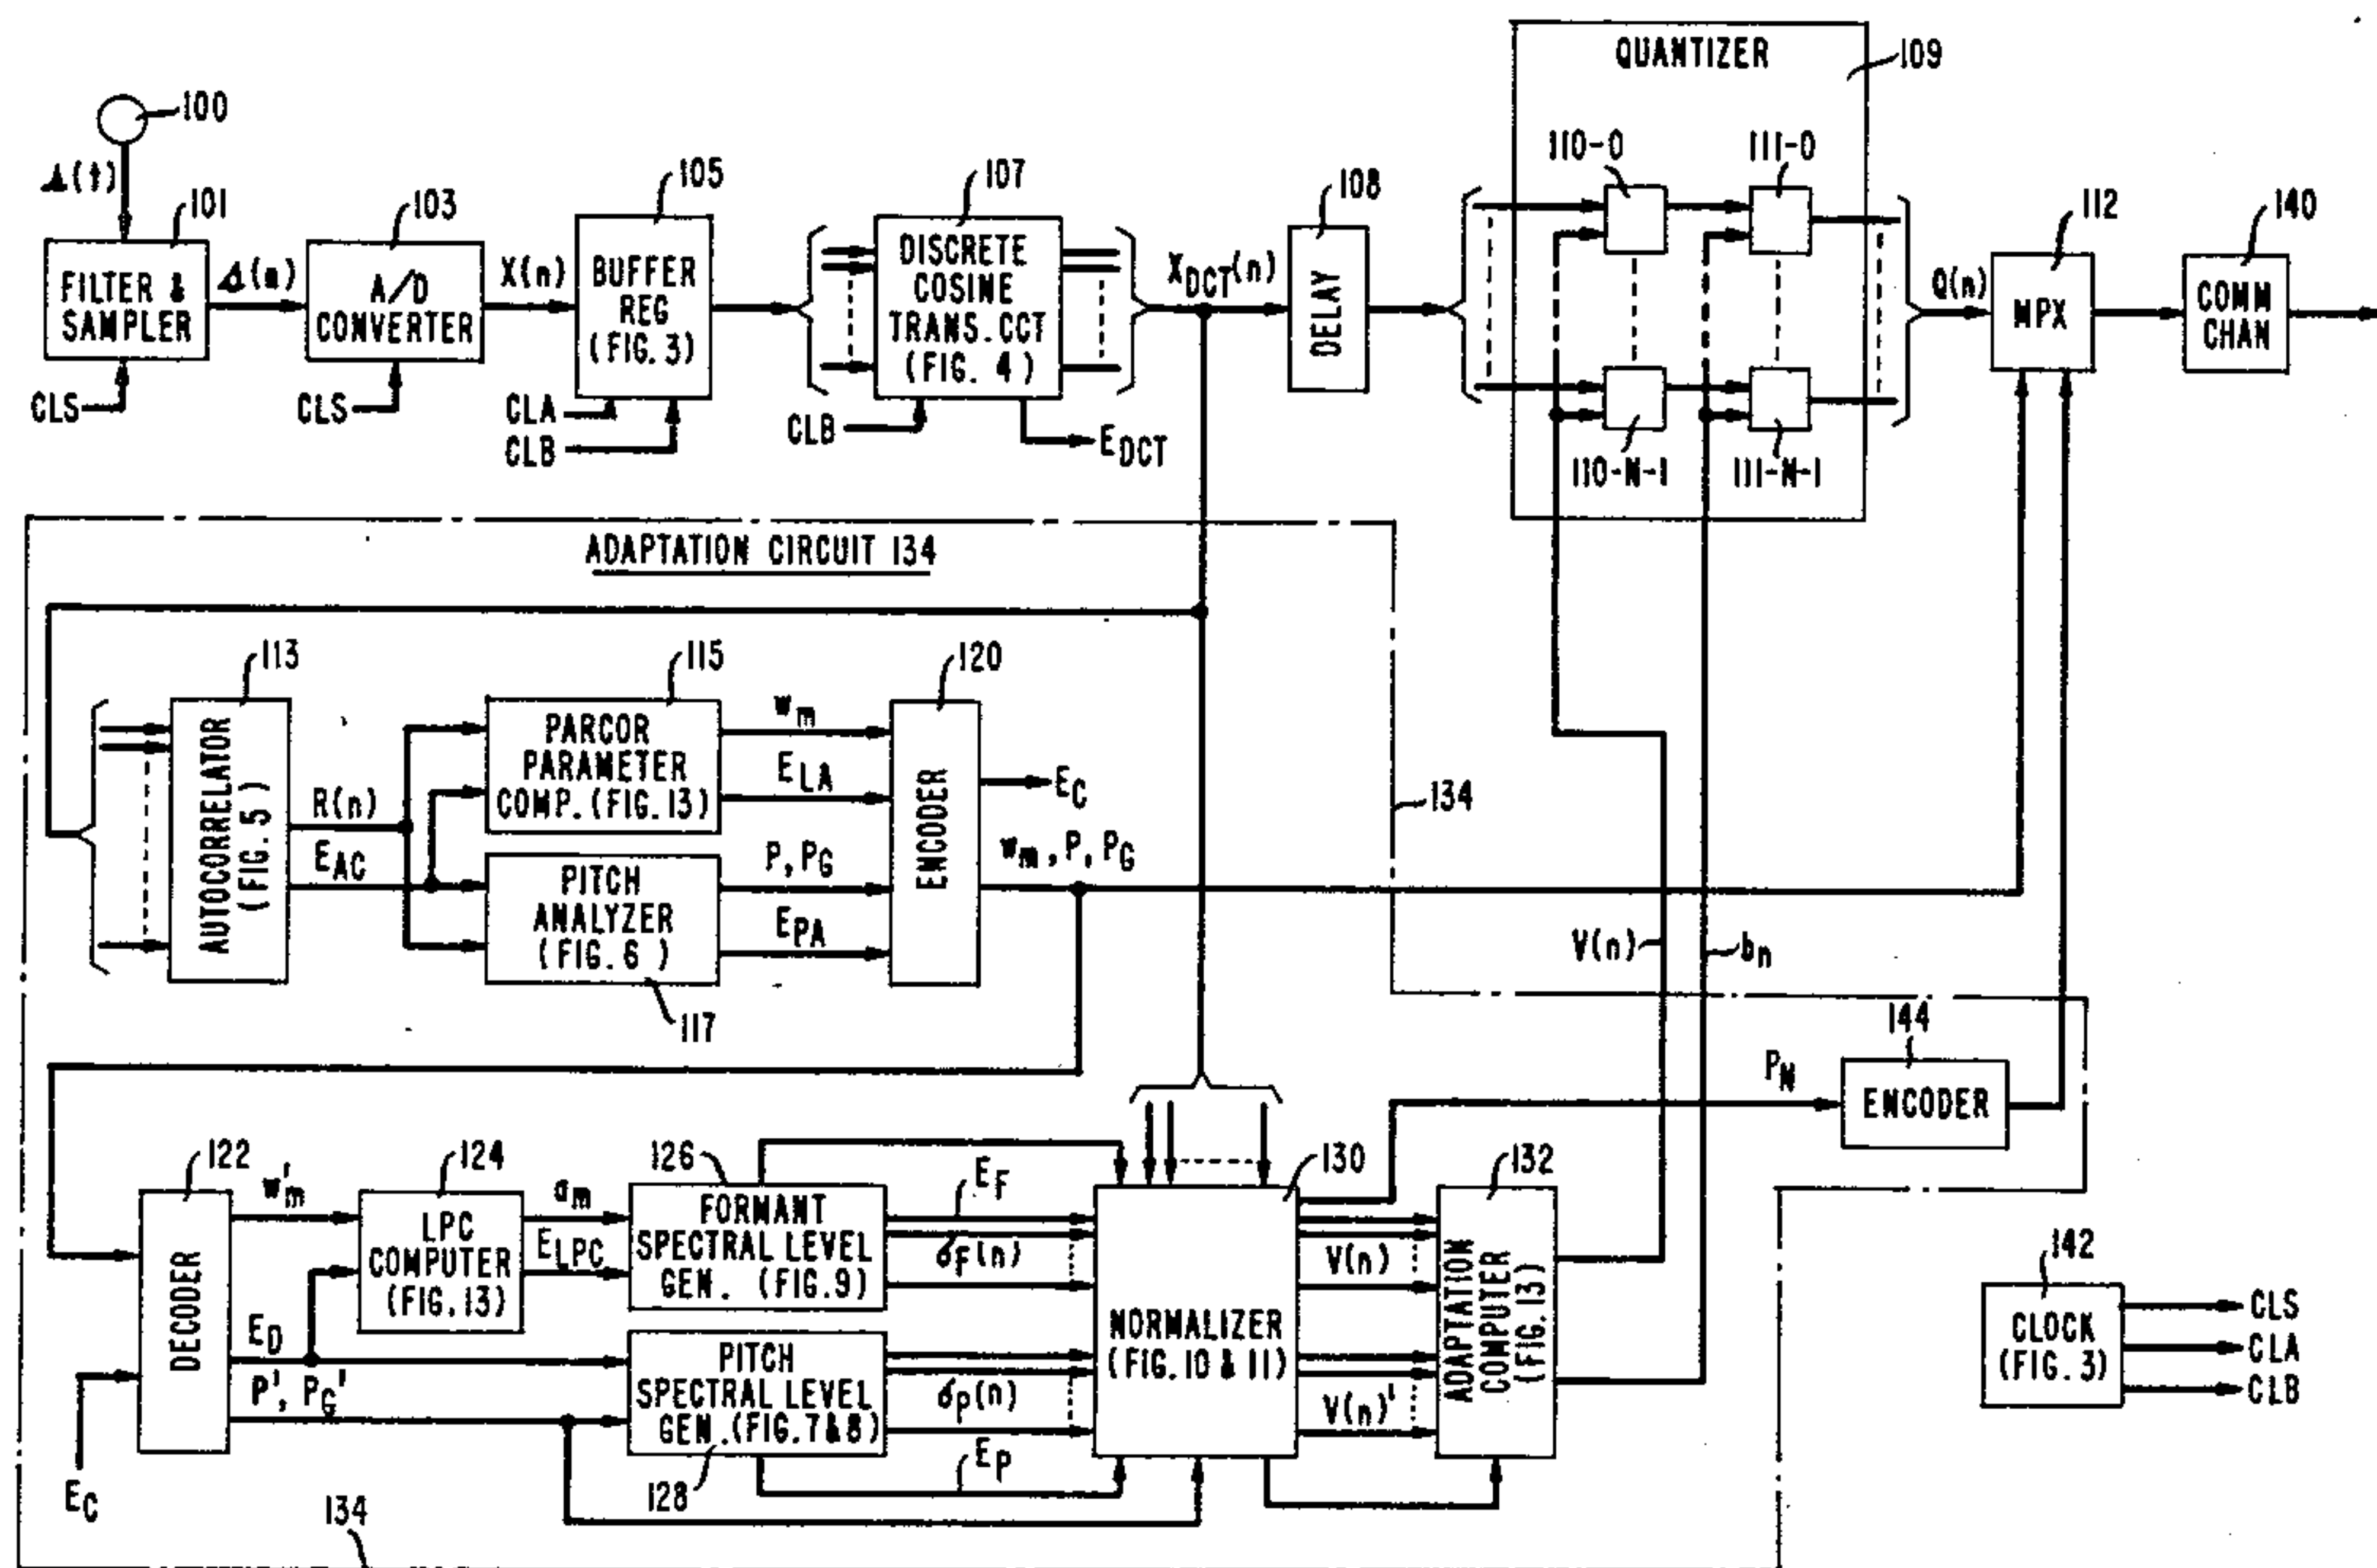 QUANTIZER
109
100
110-0
111-0
105
107
108
112
140
101
103
FILTER &
SAMPLER
A/D
CONVERTER
X(n)
BUFFER
REG
(FIG. 3)
DISCRETE
COSINE
TRANS. CCT
(FIG. 4)
X_DCT(n)
DELAY
Q(n)
MPX
COMM
CHAN
CLS
CLS
CLA
CLB
CLB
E_DCT
110-N-1
111-N-1
ADAPTATION CIRCUIT 134
113
115
120
AUTOCORRELATOR
(FIG. 5)
R(n)
E_AC
PARCOR
PARAMETER
COMP. (FIG. 13)
w_m
E_LA
PITCH
ANALYZER
(FIG. 6)
P, P_G
E_PA
117
ENCODER
E_C
w_m, P, P_G
134
V(n)
b_n
144
P_N
ENCODER
122
124
126
130
132
DECODER
w'_m
LPC
COMPUTER
(FIG. 13)
a_m
E_LPC
FORMANT
SPECTRAL LEVEL
GEN. (FIG. 9)
E_F
σ_F(n)
NORMALIZER
(FIG. 10 & 11)
V(n)
V(n)'
ADAPTATION
COMPUTER
(FIG. 13)
E_D
P', P_G'
PITCH
SPECTRAL LEVEL
GEN. (FIG. 7 & 8)
σ_P(n)
E_P
128
E_C
134
142
CLOCK
(FIG. 3)
CLS
CLA
CLB